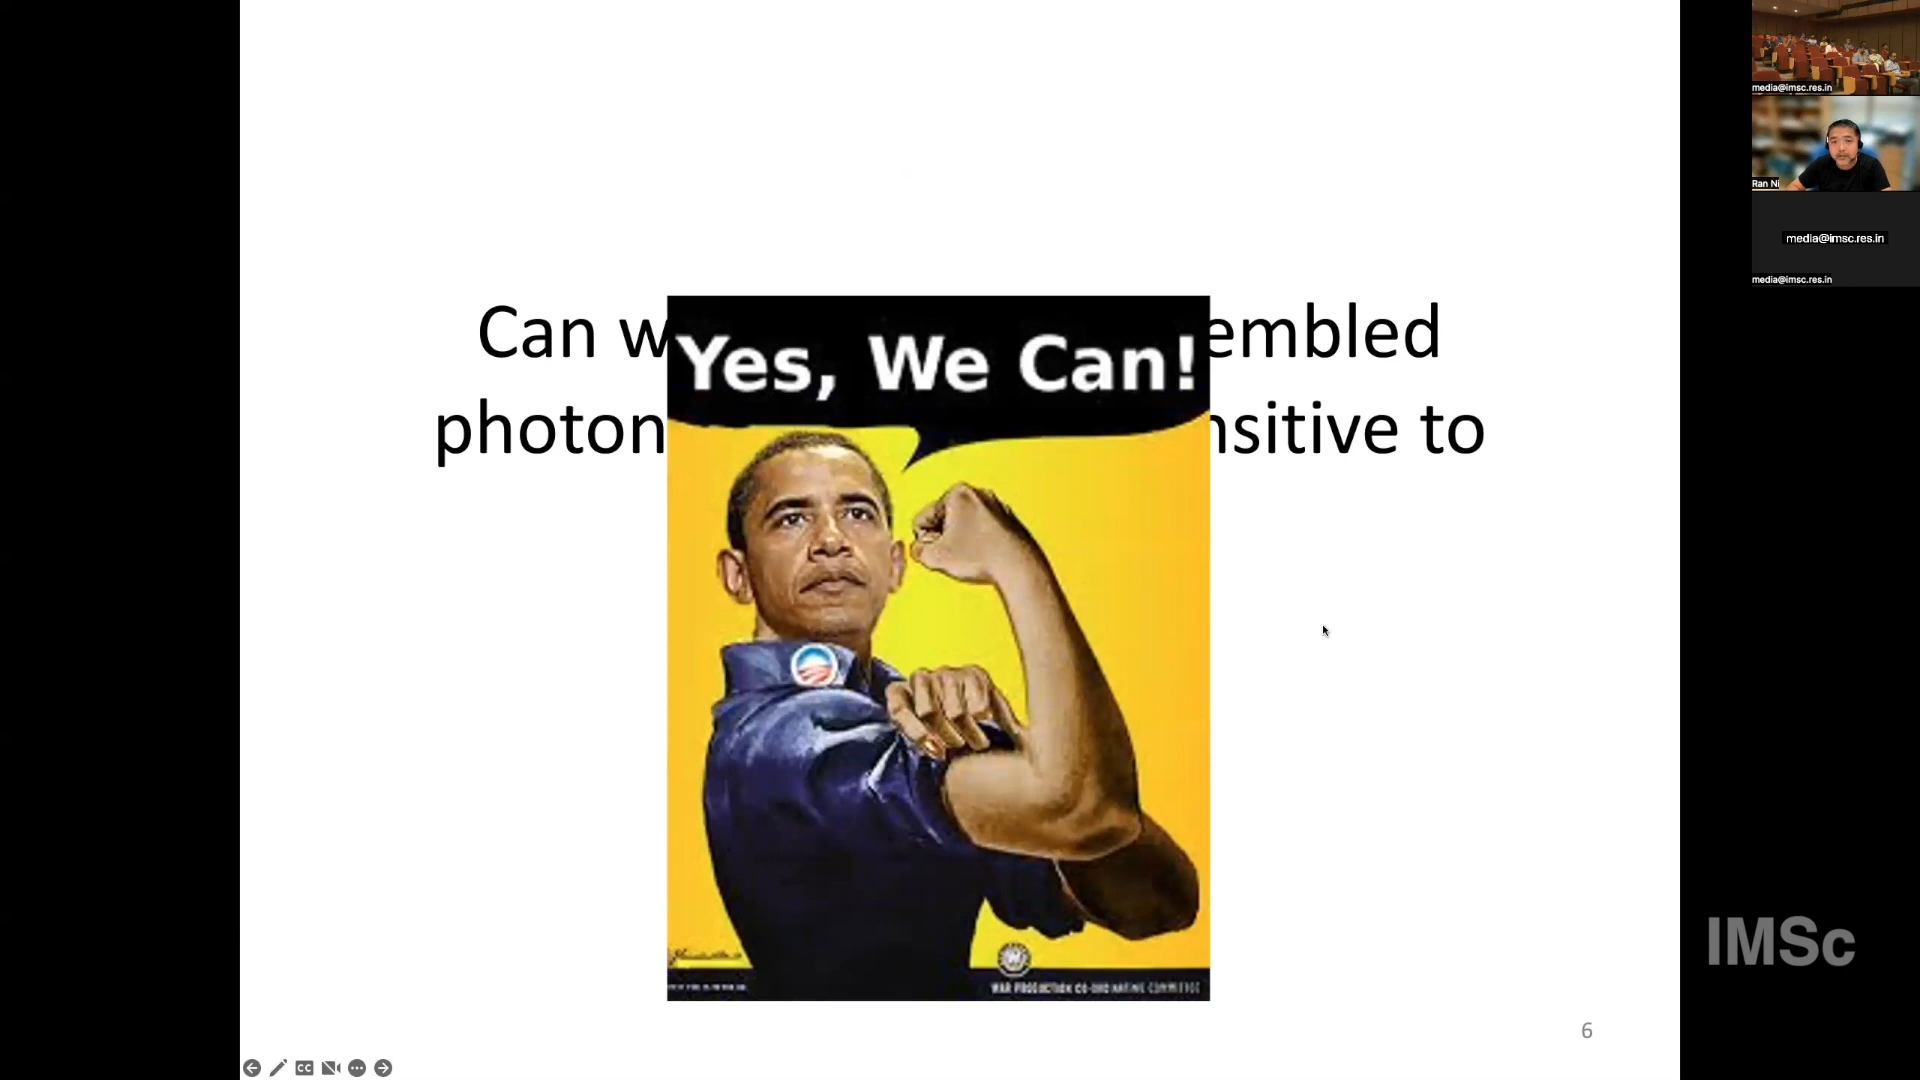 Can w
embled
photon
nsitive to
Yes, We Can!
WAR PRODUCTION CO-ORDINATING COMMITTEE
6
media@imsc.res.in
Ran Ni
media@imsc.res.in
media@imsc.res.in
IMSc
CC